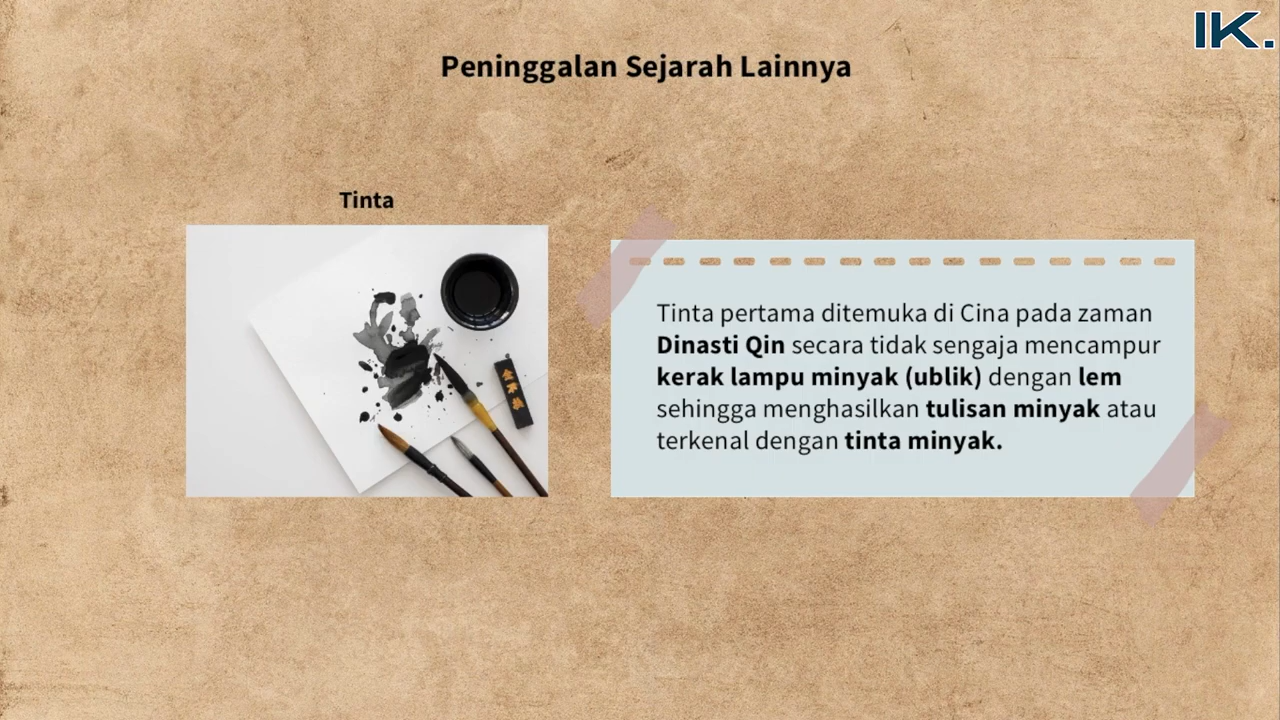 IK.
Peninggalan Sejarah Lainnya
Tinta
Tinta pertama ditemuka di Cina pada zaman
Dinasti Qin secara tidak sengaja mencampur
kerak lampu minyak (ublik) dengan lem
sehingga menghasilkan tulisan minyak atau
terkenal dengan tinta minyak.